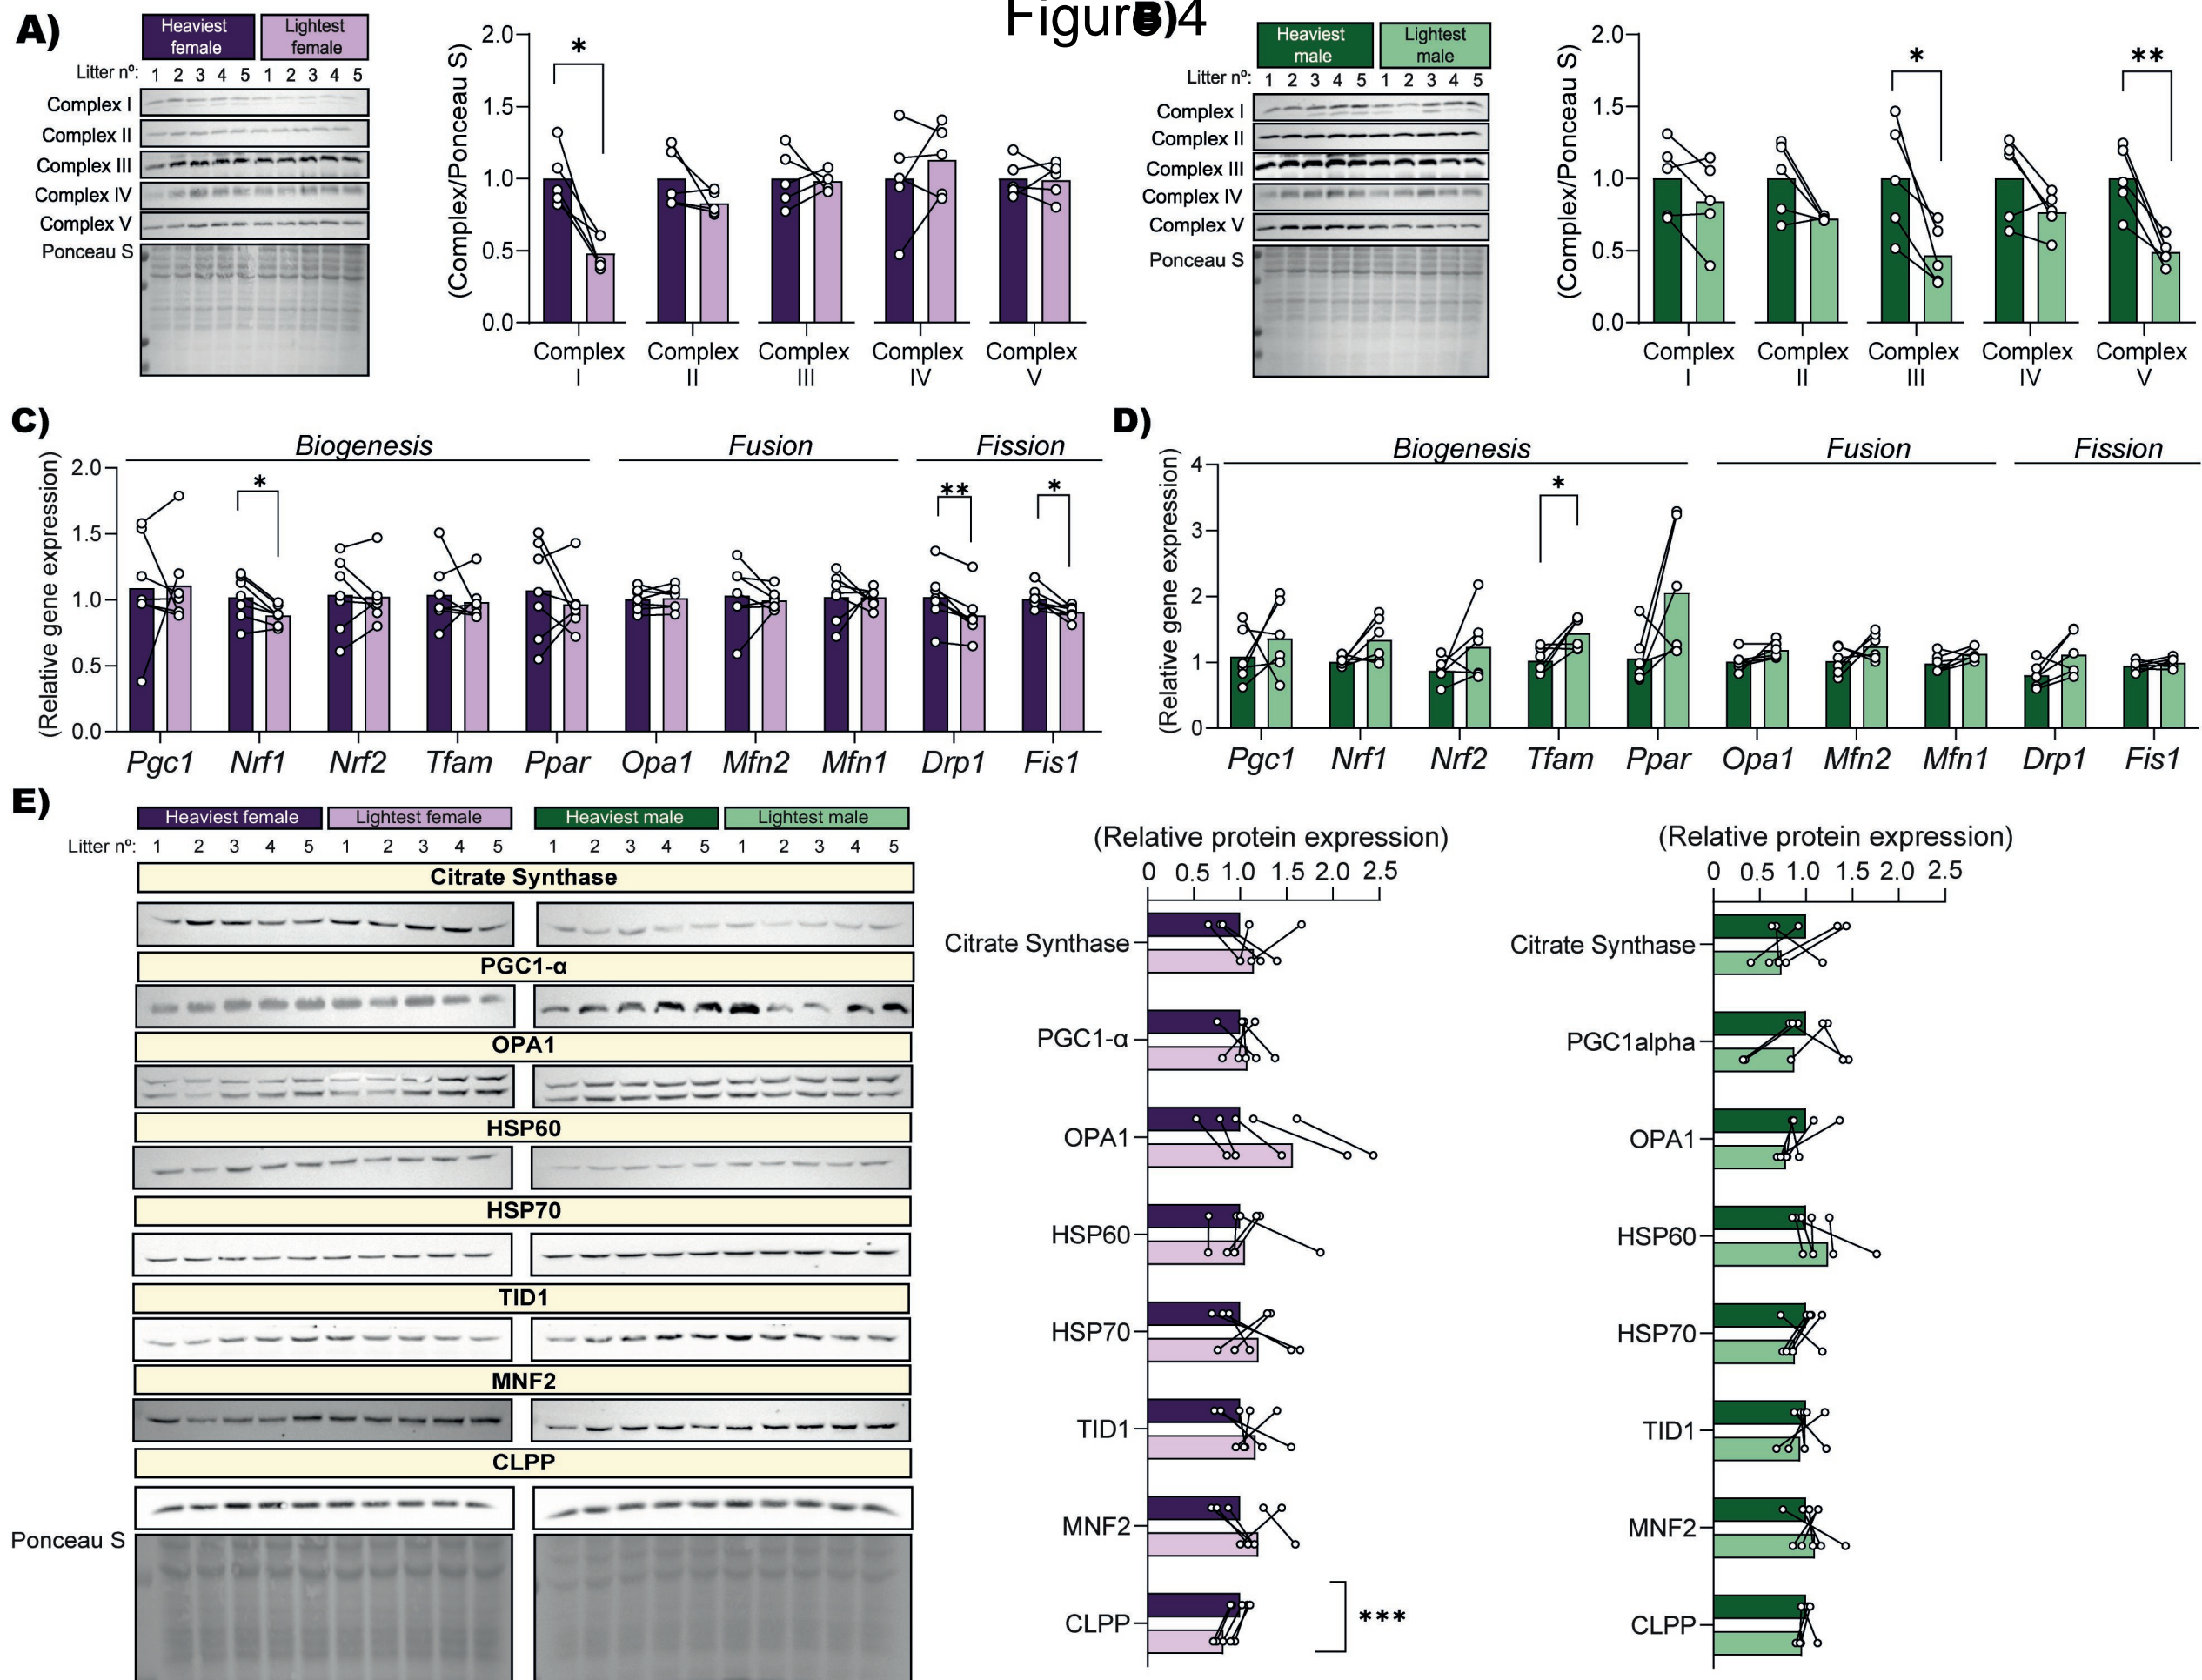 Figure 4
A)
Heaviest female
Lightest female
Litter nº: 1 2 3 4 5 1 2 3 4 5
Complex I
Complex II
Complex III
Complex IV
Complex V
Ponceau S
(Complex/Ponceau S)
2.0
1.5
1.0
0.5
0.0
*
Complex I
Complex II
Complex III
Complex IV
Complex V
B)
Heaviest male
Lightest male
Litter nº: 1 2 3 4 5 1 2 3 4 5
Complex I
Complex II
Complex III
Complex IV
Complex V
Ponceau S
(Complex/Ponceau S)
2.0
1.5
1.0
0.5
0.0
*
**
Complex I
Complex II
Complex III
Complex IV
Complex V
C)
Biogenesis
Fusion
Fission
(Relative gene expression)
2.0
1.5
1.0
0.5
0.0
*
**
*
Pgc1 Nrf1 Nrf2 Tfam Ppar Opa1 Mfn2 Mfn1 Drp1 Fis1
D)
Biogenesis
Fusion
Fission
(Relative gene expression)
4
3
2
1
0
*
Pgc1 Nrf1 Nrf2 Tfam Ppar Opa1 Mfn2 Mfn1 Drp1 Fis1
E)
Heaviest female Lightest female Heaviest male Lightest male
Litter nº: 1 2 3 4 5 1 2 3 4 5 1 2 3 4 5 1 2 3 4 5
Citrate Synthase
PGC1-α
OPA1
HSP60
HSP70
TID1
MNF2
CLPP
Ponceau S
(Relative protein expression)
0 0.5 1.0 1.5 2.0 2.5
Citrate Synthase
PGC1-α
OPA1
HSP60
HSP70
TID1
MNF2
CLPP
***
(Relative protein expression)
0 0.5 1.0 1.5 2.0 2.5
Citrate Synthase
PGC1alpha
OPA1
HSP60
HSP70
TID1
MNF2
CLPP